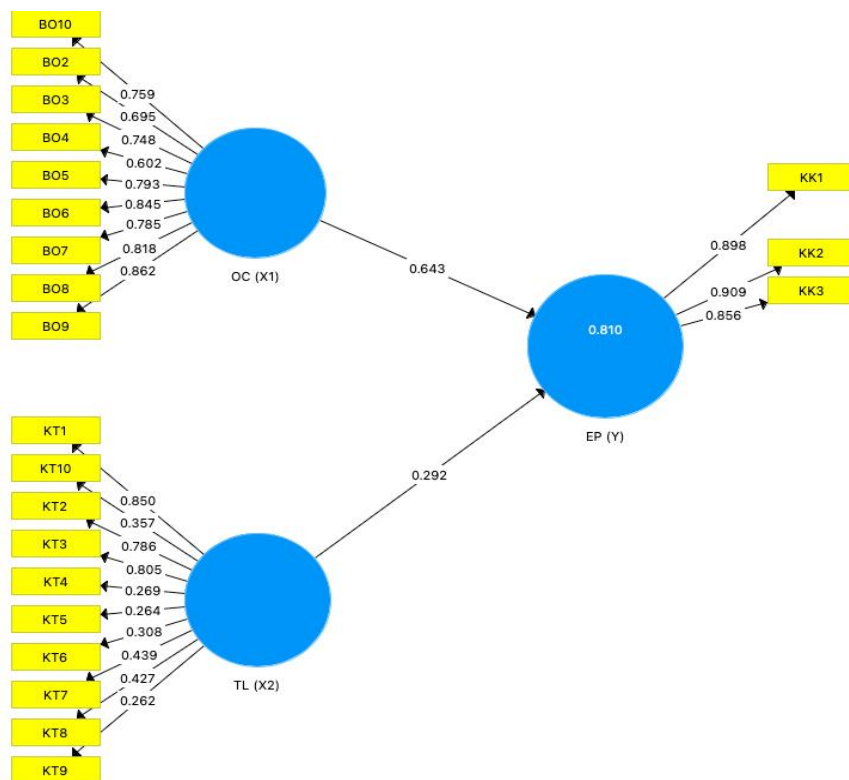 BO10
BO2
BO3
BO4
BO5
BO6
BO7
BO8
BO9
0.759
0.695
0.748
0.602
0.793
0.845
0.785
0.818
0.862
OC (X1)
0.643
KK1
KK2
KK3
0.898
0.909
0.856
0.810
EP (Y)
KT1
KT10
KT2
KT3
KT4
KT5
KT6
KT7
KT8
KT9
0.850
0.357
0.786
0.805
0.269
0.264
0.308
0.439
0.427
0.262
TL (X2)
0.292